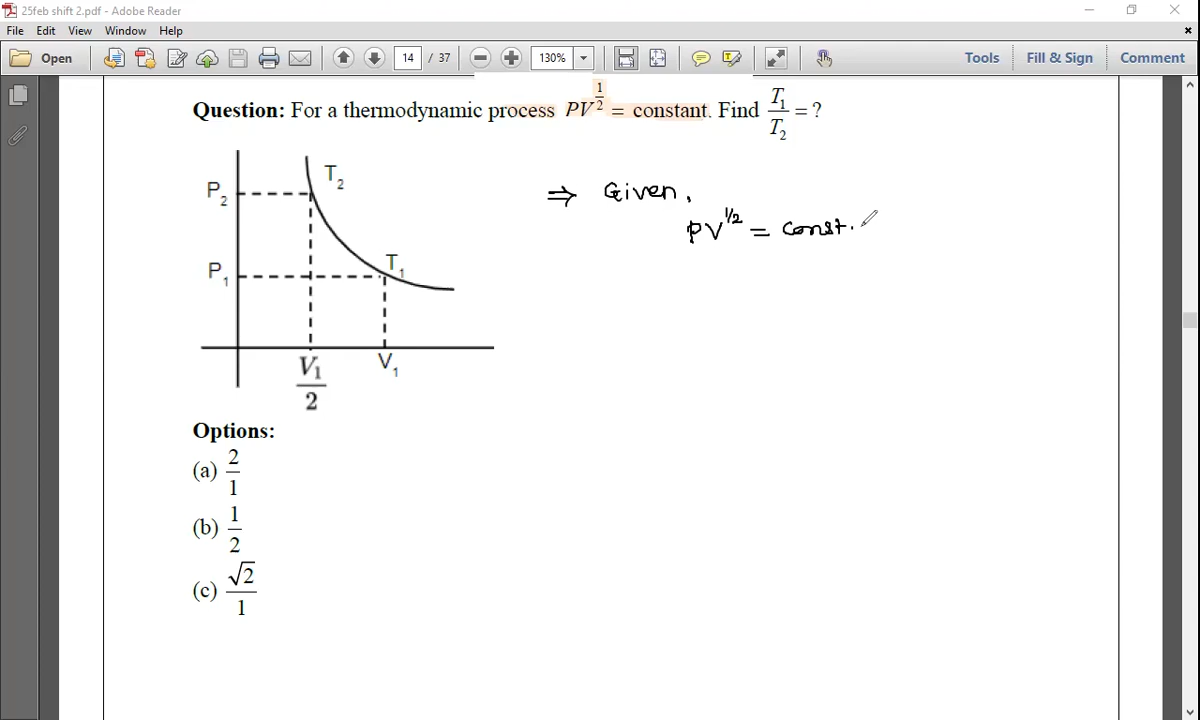 25feb shift 2.pdf - Adobe Reader
File Edit View Window Help
Open 14 / 37 130% Tools Fill & Sign Comment
Question: For a thermodynamic process PV^{1/2} = constant. Find T₁/T₂ = ?
T₂
P₂
⇒ Given,
PV^{1/2} = const.
T₁
P₁
V₁/2
V₁
Options:
(a) 2/1
(b) 1/2
(c) √2/1